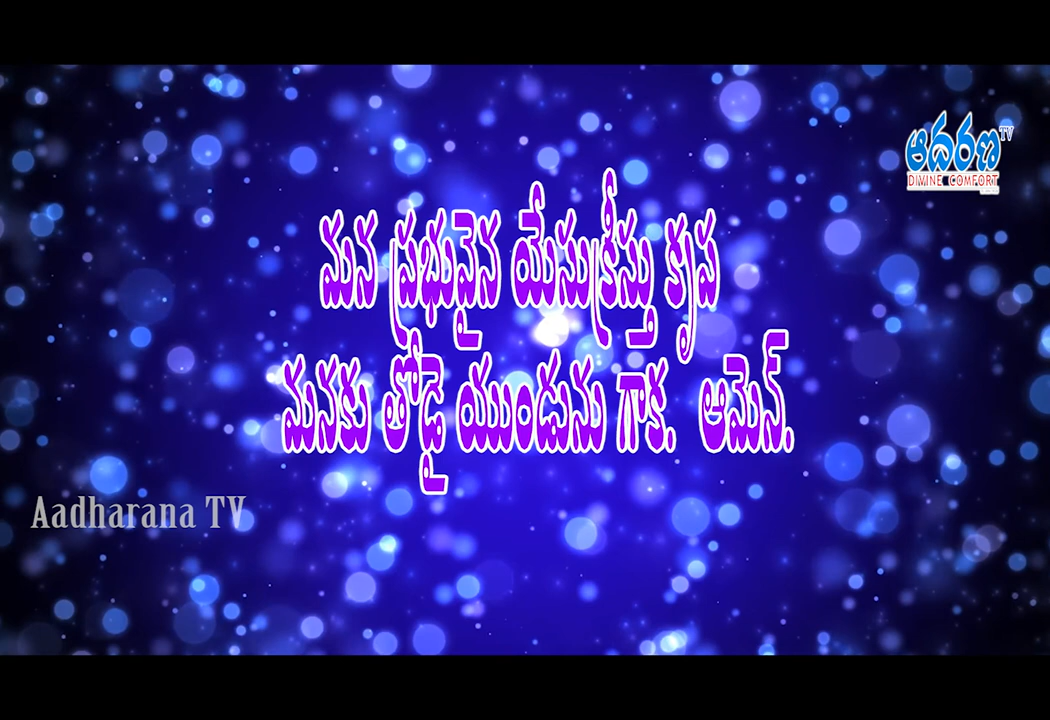 ఆదరణ TV
DIVINE COMFORT
మన ప్రభువైన యేసుక్రీస్తు కృప
మనకు తోడై యుండును గాక. ఆమెన్.
Aadharana TV